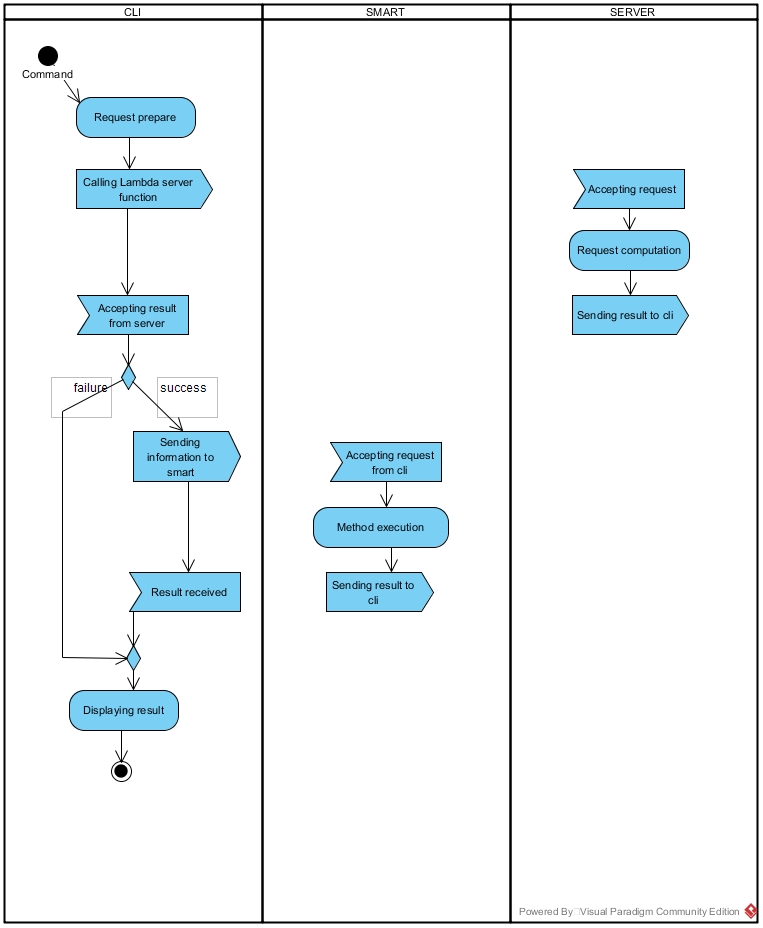 CLI
SMART
SERVER
Command
Request prepare
Calling Lambda server
function
Accepting request
Request computation
Accepting result
from server
Sending result to cli
failure
success
Sending
information to
smart
Accepting request
from cli
Method execution
Result received
Sending result to
cli
Displaying result
Powered By Visual Paradigm Community Edition